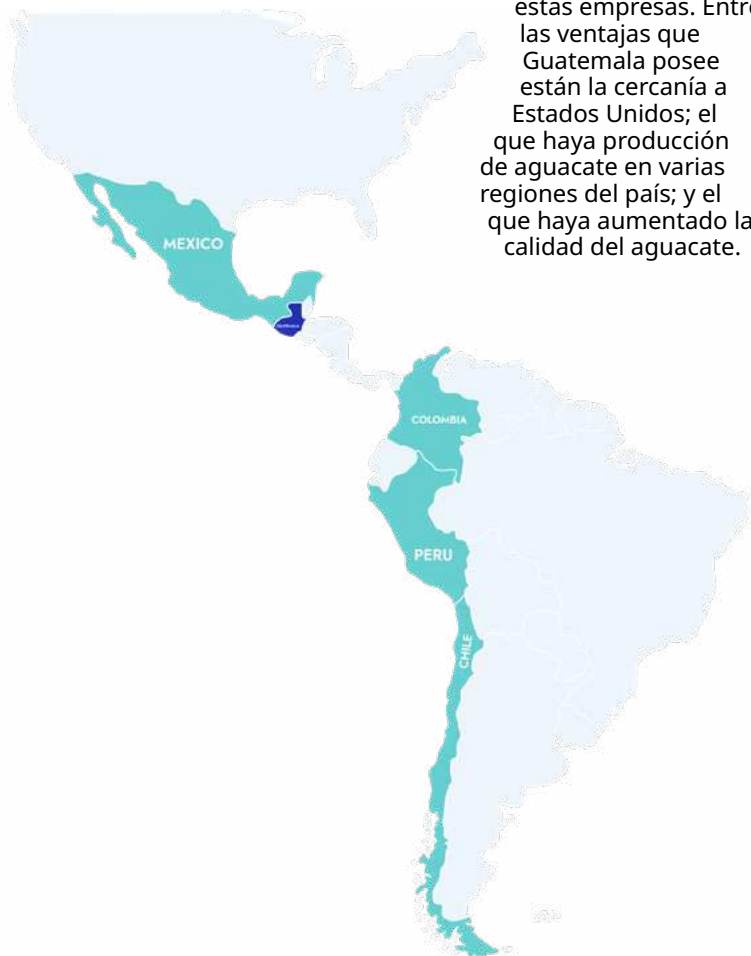 estas empresas. Entre
las ventajas que
Guatemala posee
están la cercanía a
Estados Unidos; el
que haya producción
de aguacate en varias
regiones del país; y el
que haya aumentado la
calidad del aguacate.
MEXICO
COLOMBIA
PERU
CHILE